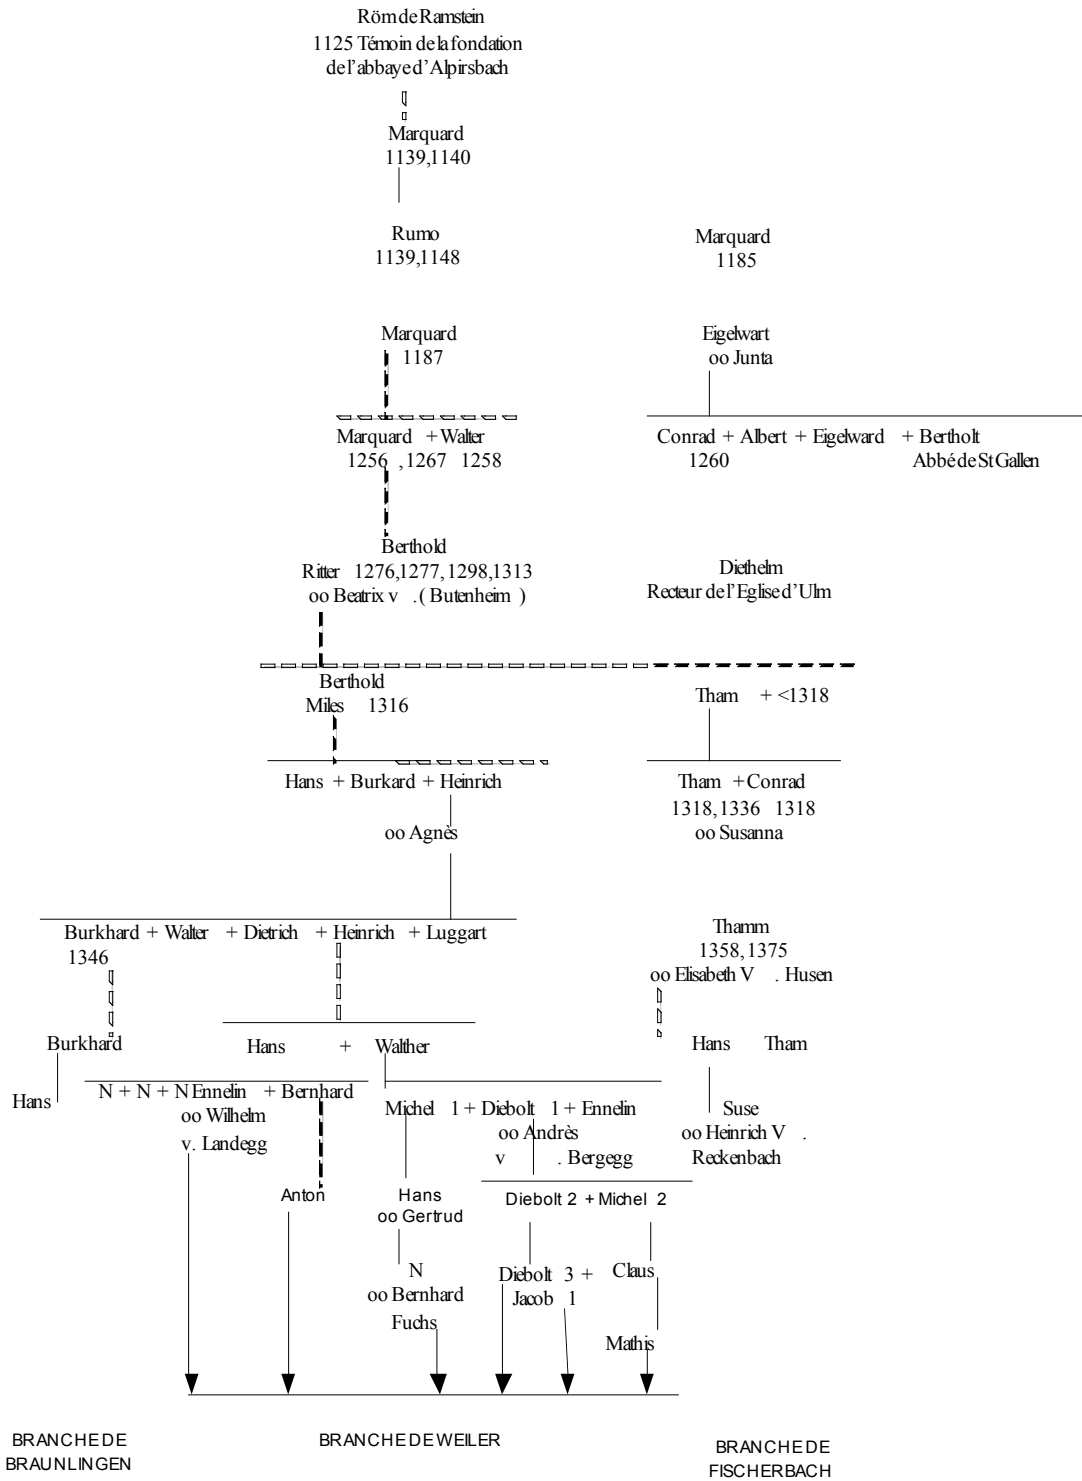 Röm de Ramstein
1125 Témoin de la fondation
de l'abbaye d'Alpirsbach
Marquard
1139,1140
Rumo
1139,1148
Marquard
1185
Marquard
1187
Eigelwart
oo Junta
Marquard + Walter
1256 , 1267 1258
Conrad + Albert + Eigelward + Bertholt
1260 Abbé de St Gallen
Berthold
Ritter 1276,1277, 1298,1313
oo Beatrix v . ( Butenheim )
Diethelm
Recteur de l'Eglise d'Ulm
Berthold
Miles 1316
Tham + <1318
Hans + Burkard + Heinrich
oo Agnès
Tham + Conrad
1318, 1336 1318
oo Susanna
Burkhard + Walter + Dietrich + Heinrich + Luggart
1346
Thamm
1358, 1375
oo Elisabeth V . Husen
Burkhard
Hans + Walther
Hans Tham
Hans
N + N + N Ennelin + Bernhard
oo Wilhelm
v. Landegg
Michel 1 + Diebolt 1 + Ennelin
oo Andrès
v . Bergegg
Suse
oo Heinrich V .
Reckenbach
Anton
Hans
oo Gertrud
Diebolt 2 + Michel 2
N
oo Bernhard
Fuchs
Diebolt 3 +
Jacob 1
Claus
Mathis
BRANCHE DE
BRAUNLINGEN
BRANCHE DE WEILER
BRANCHE DE
FISCHERBACH